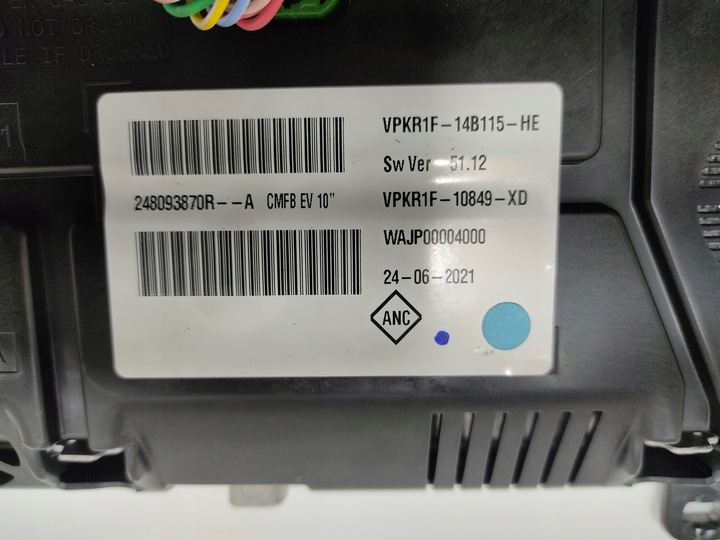 NOT DROP
LE IF DROPPED
VPKR1F-14B115-HE
Sw Ver 51.12
248093870R--A CMFB EV 10"
VPKR1F-10849-XD
WAJP00004000
24-06-2021
ANC